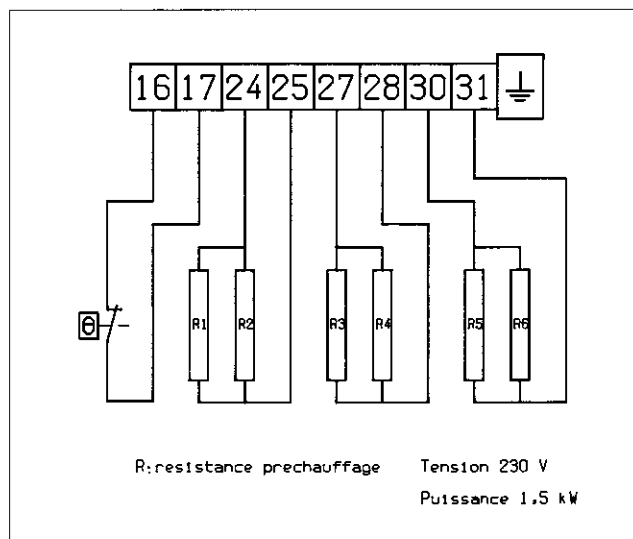 16 17 24 25 27 28 30 31
θ
R1 R2 R3 R4 R5 R6
R:resistance prechauffage Tension 230 V
Puissance 1,5 kW